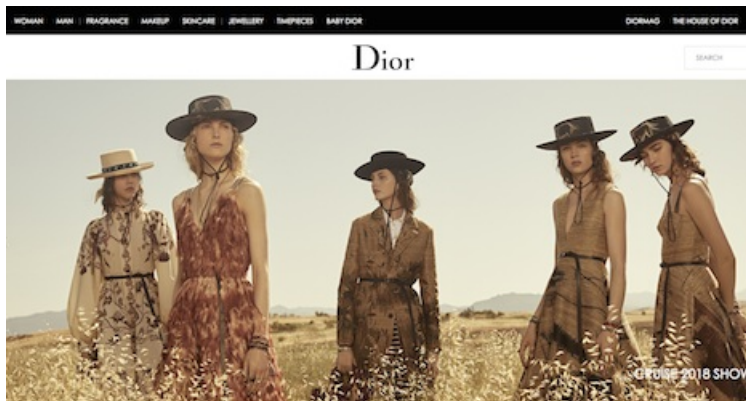 WOMAN MAN | FRAGRANCE MAKEUP SKINCARE | JEWELLERY TIMEPIECES BABY DIOR DIORMAG THE HOUSE OF DIOR
Dior SEARCH
CRUISE 2018 SHOW